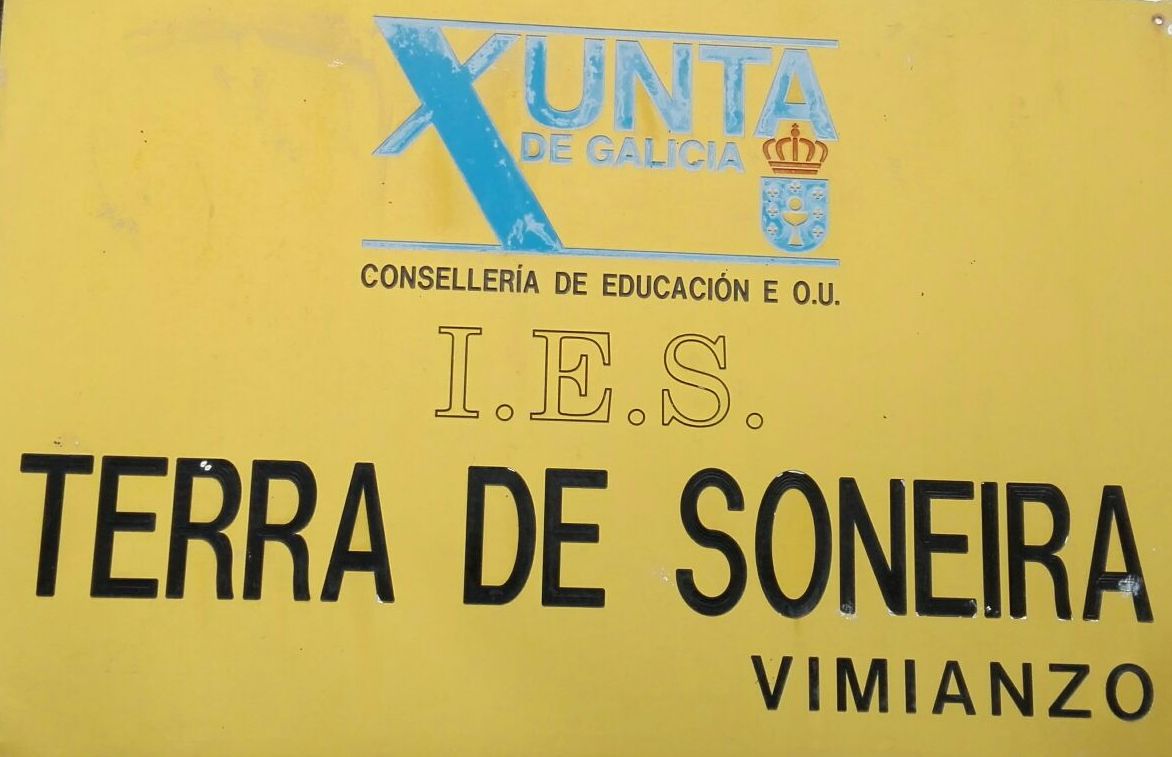 XUNTA
DE GALICIA
CONSELLERÍA DE EDUCACIÓN E O.U.
I.E.S.
TERRA DE SONEIRA
VIMIANZO